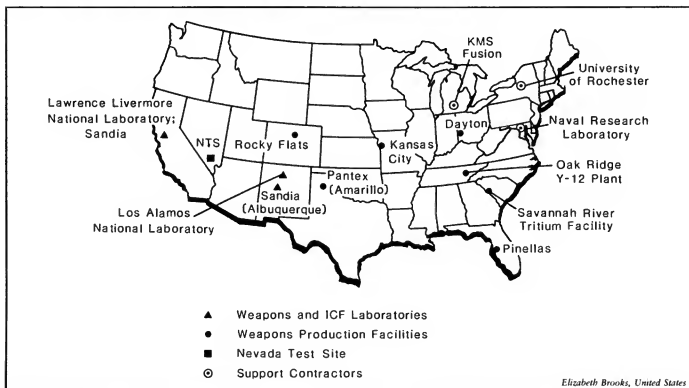 KMS
Fusion
University
of Rochester
Lawrence Livermore
National Laboratory;
Sandia
NTS
Rocky Flats
Dayton
Naval Research
Laboratory
Kansas
City
Pantex
(Amarillo)
Oak Ridge
Y-12 Plant
Sandia
(Albuquerque)
Los Alamos
National Laboratory
Savannah River
Tritium Facility
Pinellas
Weapons and ICF Laboratories
Weapons Production Facilities
Nevada Test Site
Support Contractors
Elizabeth Brooks, United States